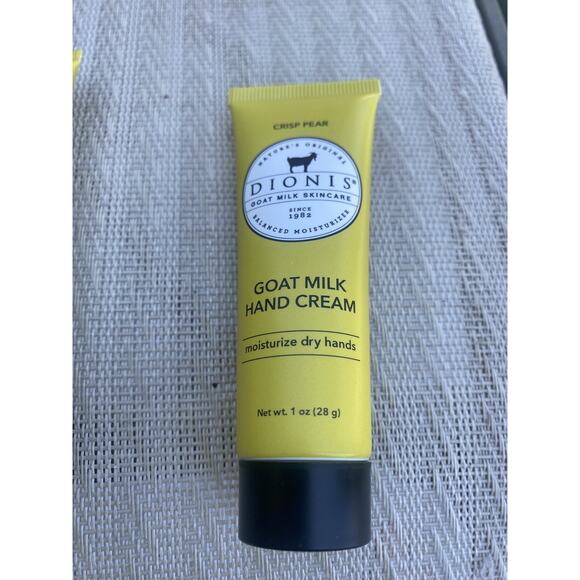 CRISP PEAR
NATURE'S ORIGINAL
DIONIS®
GOAT MILK SKINCARE
SINCE
1982
BALANCED MOISTURIZER
GOAT MILK
HAND CREAM
moisturize dry hands
Net wt. 1 oz (28 g)